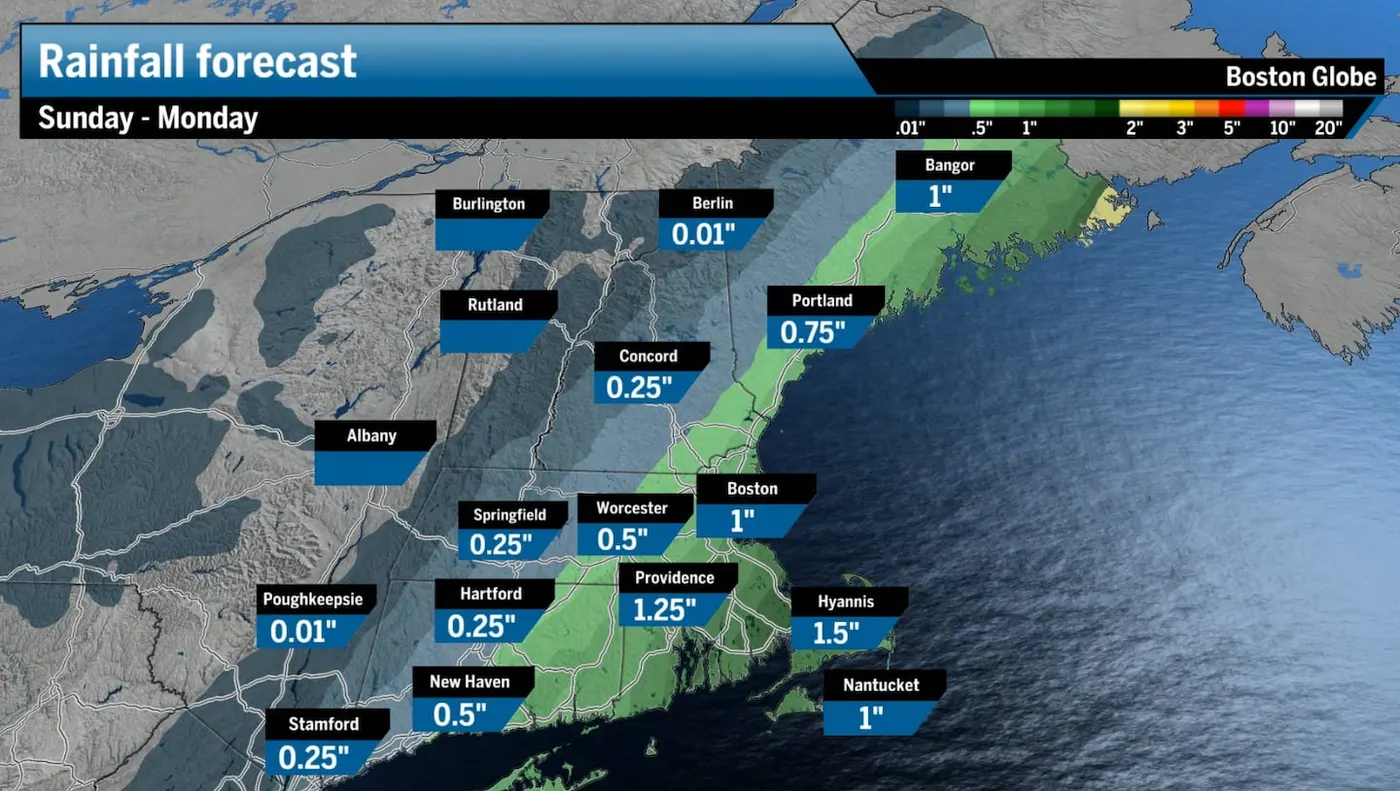 Rainfall forecast
Boston Globe
Sunday - Monday
.01" .5" 1" 2" 3" 5" 10" 20"
Bangor
1"
Burlington
Berlin
0.01"
Rutland
Portland
0.75"
Concord
0.25"
Albany
Boston
1"
Springfield
0.25"
Worcester
0.5"
Providence
1.25"
Hartford
0.25"
Poughkeepsie
0.01"
Hyannis
1.5"
New Haven
0.5"
Nantucket
1"
Stamford
0.25"